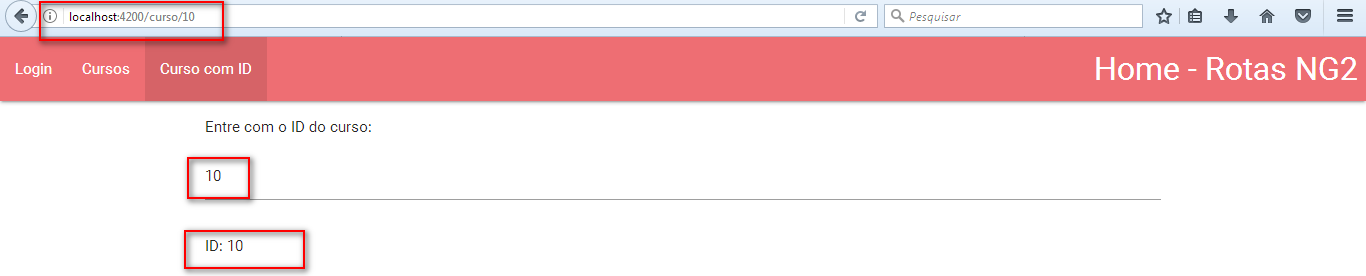 localhost:4200/curso/10
Pesquisar
Login Cursos Curso com ID Home - Rotas NG2
Entre com o ID do curso:
10
ID: 10